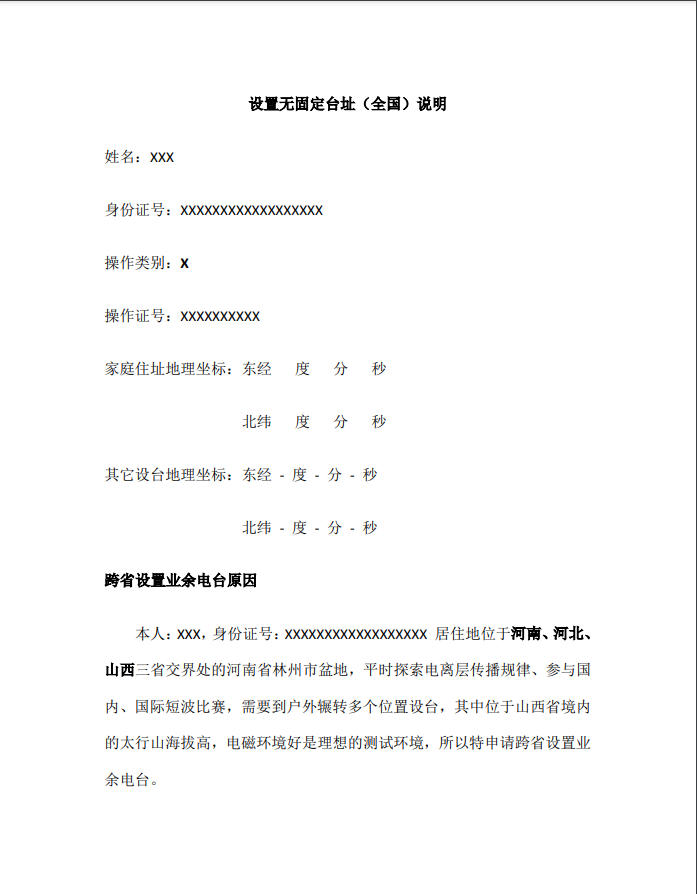 设置无固定台址（全国）说明
姓名：XXX
身份证号：XXXXXXXXXXXXXXXXXX
操作类别：X
操作证号：XXXXXXXXXX
家庭住址地理坐标：东经 度 分 秒
北纬 度 分 秒
其它设台地理坐标：东经 - 度 - 分 - 秒
北纬 - 度 - 分 - 秒
跨省设置业余电台原因
本人：XXX，身份证号：XXXXXXXXXXXXXXXXXX 居住地位于河南、河北、
山西三省交界处的河南省林州市盆地，平时探索电离层传播规律、参与国
内、国际短波比赛，需要到户外辗转多个位置设台，其中位于山西省境内
的太行山海拔高，电磁环境好是理想的测试环境，所以特申请跨省设置业
余电台。